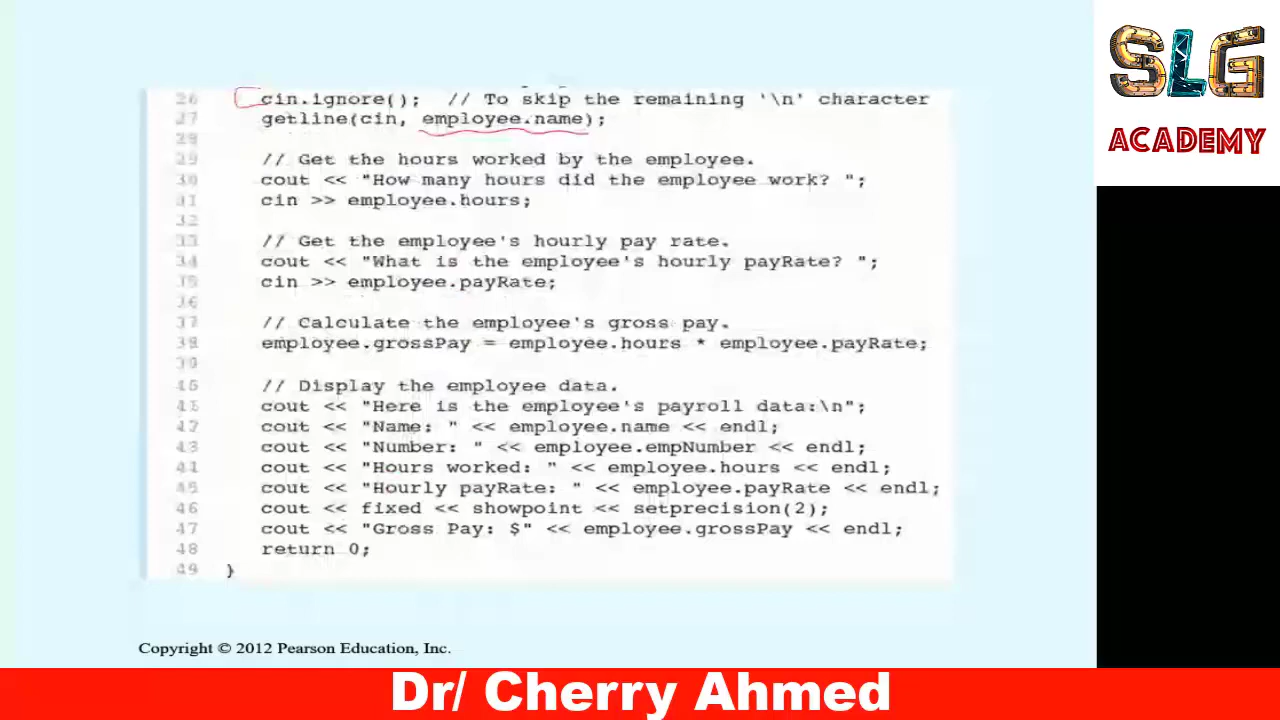 26 cin.ignore(); // To skip the remaining '\n' character
27 getline(cin, employee.name);
28
29 // Get the hours worked by the employee.
30 cout << "How many hours did the employee work? ";
31 cin >> employee.hours;
32
33 // Get the employee's hourly pay rate.
34 cout << "What is the employee's hourly payRate? ";
35 cin >> employee.payRate;
36
37 // Calculate the employee's gross pay.
38 employee.grossPay = employee.hours * employee.payRate;
39
// Display the employee data.
cout << "Here is the employee's payroll data:\n";
42 cout << "Name: " << employee.name << endl;
43 cout << "Number: " << employee.empNumber << endl;
cout << "Hours worked: " << employee.hours << endl;
45 cout << "Hourly payRate: " << employee.payRate << endl;
46 cout << fixed << showpoint << setprecision(2);
47 cout << "Gross Pay: $" << employee.grossPay << endl;
48 return 0;
49 }
Copyright © 2012 Pearson Education, Inc.
SLG
ACADEMY
Dr/ Cherry Ahmed